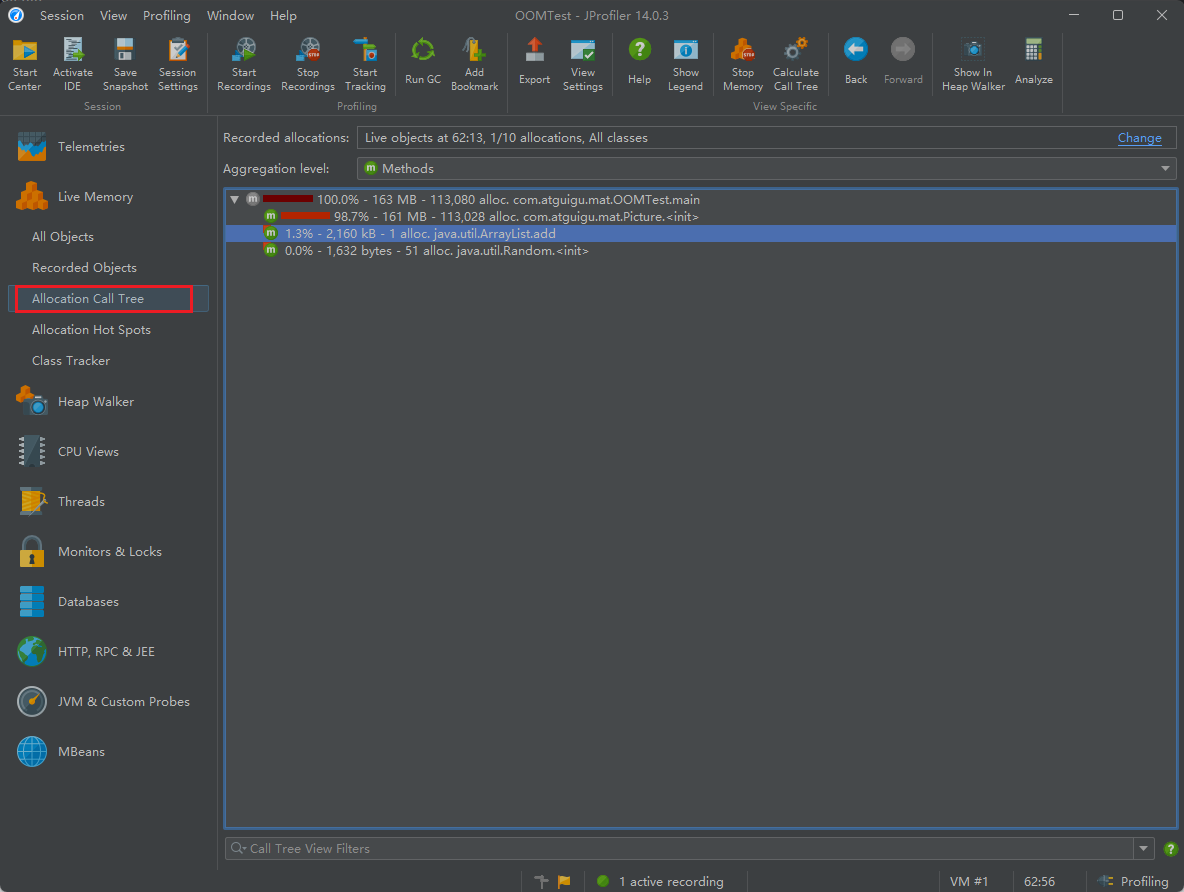 Session View Profiling Window Help OOMTest - JProfiler 14.0.3
Start Center
Activate IDE
Save Snapshot
Session Settings
Start Recordings
Stop Recordings
Start Tracking
Run GC
Add Bookmark
Export
View Settings
Help
Show Legend
Stop Memory
Calculate Call Tree
Back
Forward
Show In Heap Walker
Analyze
Session Profiling View Specific
Telemetries
Live Memory
All Objects
Recorded Objects
Allocation Call Tree
Allocation Hot Spots
Class Tracker
Heap Walker
CPU Views
Threads
Monitors & Locks
Databases
HTTP, RPC & JEE
JVM & Custom Probes
MBeans
Recorded allocations: Live objects at 62:13, 1/10 allocations, All classes Change
Aggregation level: m Methods
m 100.0% - 163 MB - 113,080 alloc. com.atguigu.mat.OOMTest.main
m 98.7% - 161 MB - 113,028 alloc. com.atguigu.mat.Picture.<init>
m 1.3% - 2,160 kB - 1 alloc. java.util.ArrayList.add
m 0.0% - 1,632 bytes - 51 alloc. java.util.Random.<init>
Call Tree View Filters ?
1 active recording VM #1 62:56 Profiling